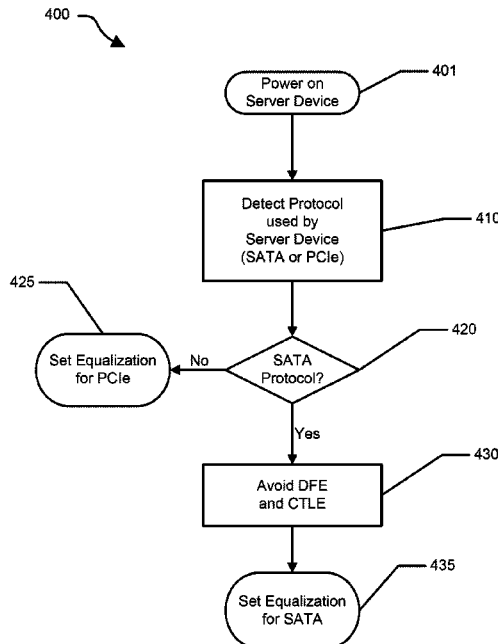 400
Power on
Server Device
401
Detect Protocol
used by
Server Device
(SATA or PCIe)
410
425
420
Set Equalization
for PCIe
No
SATA
Protocol?
Yes
430
Avoid DFE
and CTLE
435
Set Equalization
for SATA